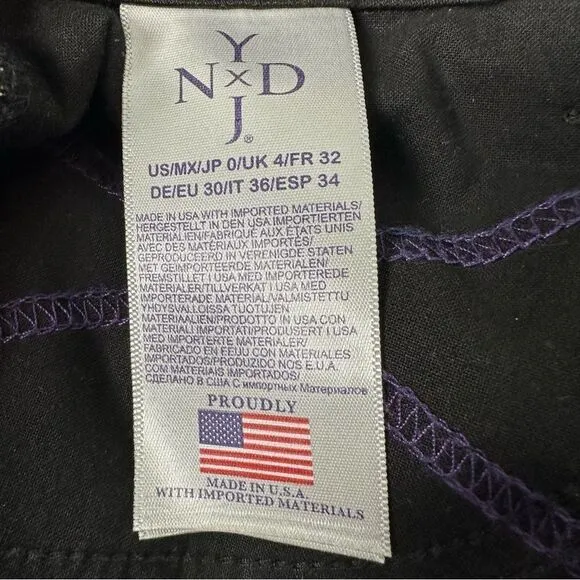 Y
N x D
J®
US/MX/JP 0/UK 4/FR 32
DE/EU 30/IT 36/ESP 34
MADE IN USA WITH IMPORTED MATERIALS/
HERGESTELLT IN DEN USA IMPORTIERTEN
MATERIALIEN/FABRIQUÉ AUX ÉTATS UNIS
AVEC DES MATÉRIAUX IMPORTÉS/
GEPRODUCEERD IN VERENIGDE STATEN
MET GEIMPORTEERDE MATERIALEN/
FREMSTILLET I USA MED IMPORTEREDE
MATERIALER/TILLVERKAT I USA MED
IMPORTERADE MATERIAL/VALMISTETTU
YHDYSVALLOISSA TUOTUJEN
MATERIAALIEN/PRODOTTO IN USA CON
MATERIALI IMPORTATI/PRODUSERT I USA
MED IMPORTERTE MATERIALER/
FABRICADO EN EEUU CON MATERIALES
IMPORTADOS/PRODUZIDO NOS E.U.A.
COM MATERIAIS IMPORTADOS/
СДЕЛАНО В США С импортных Материалов
PROUDLY
MADE IN U.S.A.
WITH IMPORTED MATERIALS